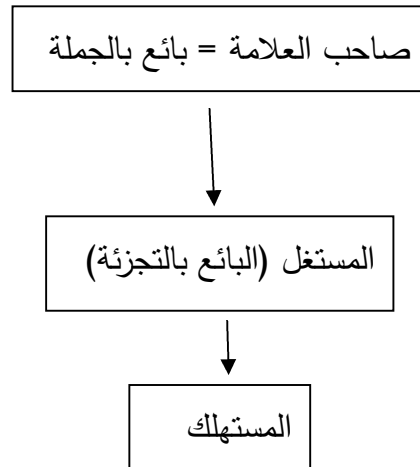 صاحب العلامة = بائع بالجملة
المستغل (البائع بالتجزئة)
المستهلك